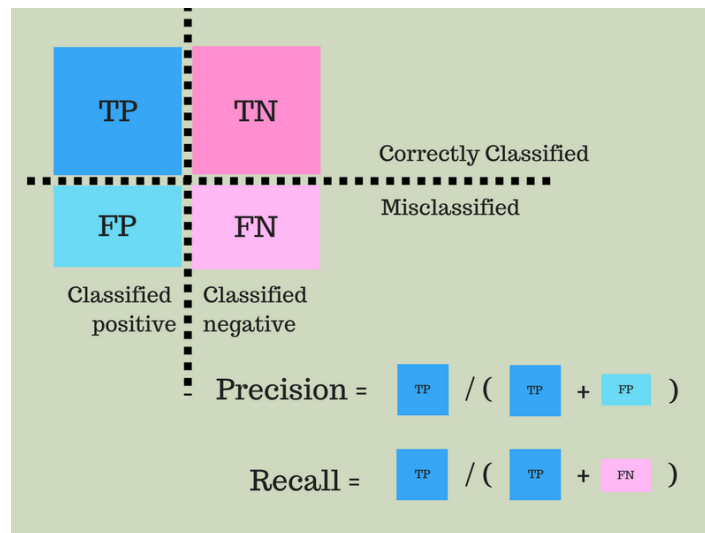 TP TN
Correctly Classified
Misclassified
FP FN
Classified Classified
positive negative
Precision = TP / ( TP + FP )
Recall = TP / ( TP + FN )